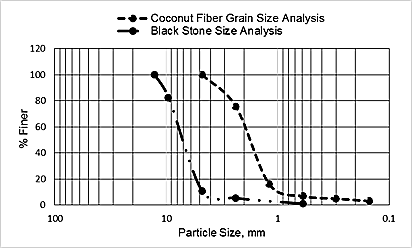 Coconut Fiber Grain Size Analysis
Black Stone Size Analysis
120
100
80
60
40
20
0
% Finer
100 10 1 0.1
Particle Size, mm